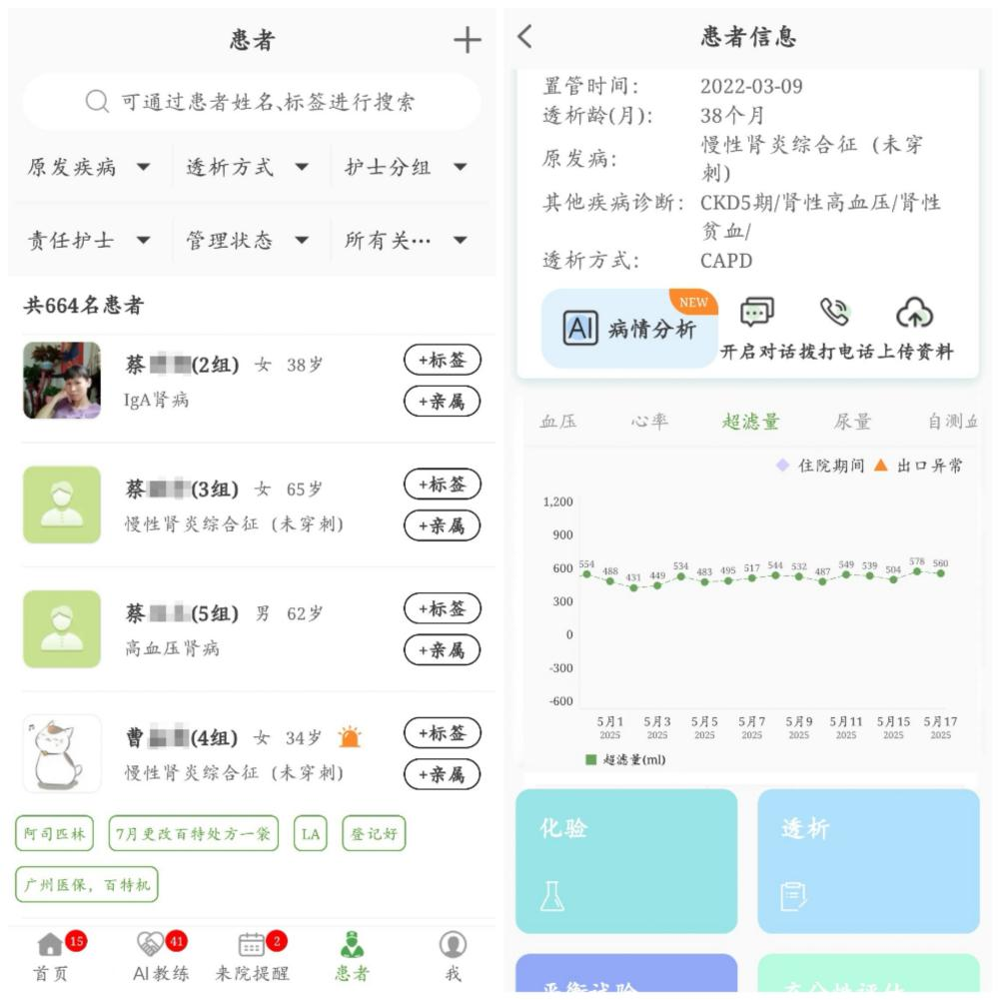 患者
可通过患者姓名、标签进行搜索
原发疾病 透析方式 护士分组
责任护士 管理状态 所有关…
共664名患者
蔡 (2组) 女 38岁
IgA肾病
+标签
+亲属
蔡 (3组) 女 65岁
慢性肾炎综合征（未穿刺）
+标签
+亲属
蔡 (5组) 男 62岁
高血压肾病
+标签
+亲属
曹 (4组) 女 34岁
慢性肾炎综合征（未穿刺）
+标签
+亲属
阿司匹林 7月更改百特处方一袋 LA 登记好
广州医保，百特机
15 41 2
首页 AI教练 来院提醒 患者 我
患者信息
置管时间： 2022-03-09
透析龄(月)： 38个月
原发病： 慢性肾炎综合征（未穿
刺）
其他疾病诊断： CKD5期/肾性高血压/肾性
贫血/
透析方式： CAPD
AI 病情分析 NEW
开启对话 拨打电话 上传资料
血压 心率 超滤量 尿量 自测血
住院期间 出口异常
1,200
900
600
300
0
-300
-600
554 488 431 449 534 483 495 517 544 532 487 549 539 504 578 560
5月1 5月3 5月5 5月7 5月9 5月11 5月15 5月17
2025 2025 2025 2025 2025 2025 2025 2025
超滤量(ml)
化验 透析
平衡试验 充分性评估